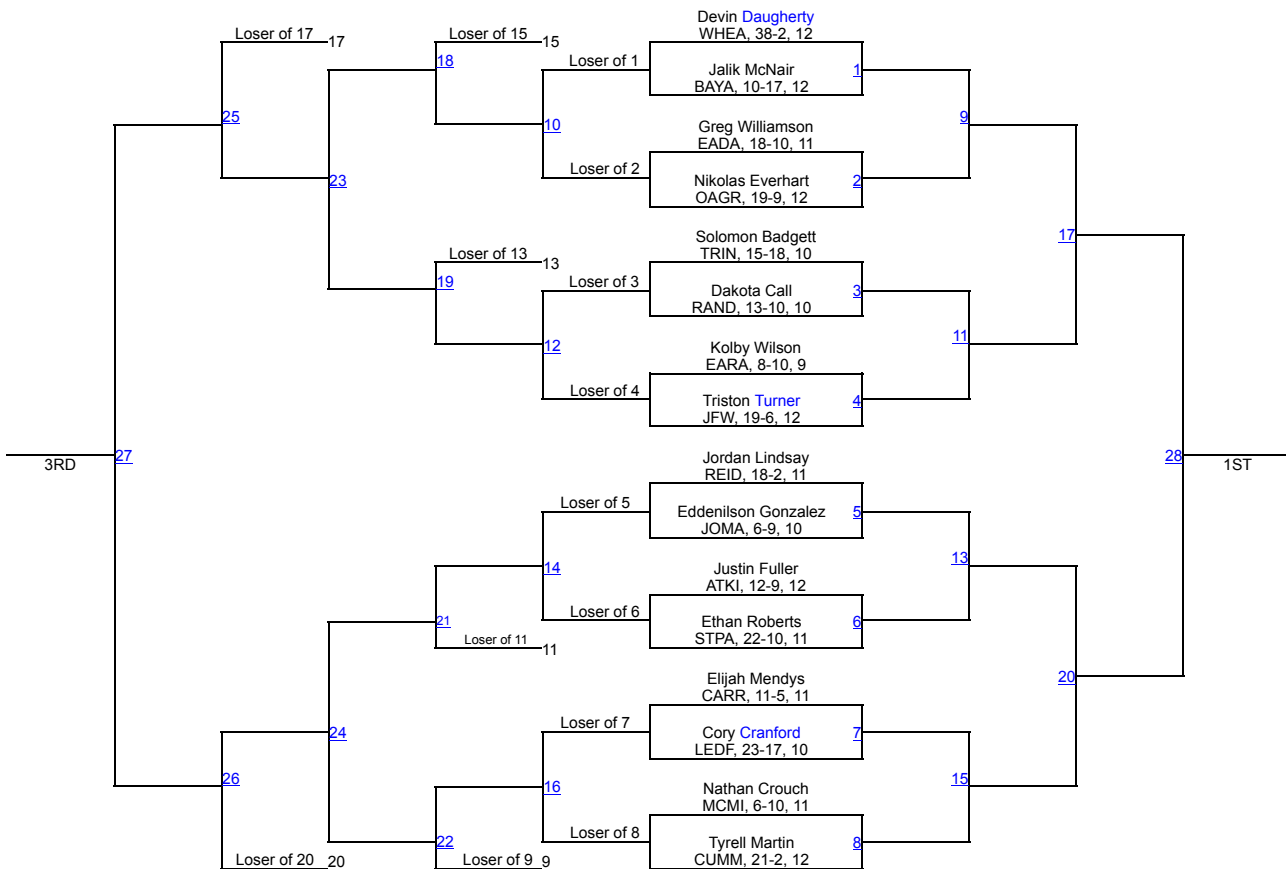 Devin Daugherty
Loser of 17 17
Loser of 15 15
WHEA, 38-2, 12
18
Loser of 1
Jalik McNair
1
BAYA, 10-17, 12
25
10
9
Greg Williamson
EADA, 18-10, 11
Loser of 2
23
Nikolas Everhart
2
OAGR, 19-9, 12
Solomon Badgett
17
Loser of 13 13
TRIN, 15-18, 10
19
Loser of 3
Dakota Call
3
RAND, 13-10, 10
12
11
Kolby Wilson
EARA, 8-10, 9
Loser of 4
Triston Turner
4
JFW, 19-6, 12
27
3RD
Jordan Lindsay
28
1ST
REID, 18-2, 11
Loser of 5
Eddenilson Gonzalez
5
JOMA, 6-9, 10
14
13
Justin Fuller
ATKI, 12-9, 12
Loser of 6
21
Ethan Roberts
6
Loser of 11 11
STPA, 22-10, 11
Elijah Mendys
20
CARR, 11-5, 11
Loser of 7
24
Cory Cranford
7
LEDF, 23-17, 10
26
16
15
Nathan Crouch
MCMI, 6-10, 11
Loser of 8
22
Tyrell Martin
8
Loser of 20 20
Loser of 9 9
CUMM, 21-2, 12